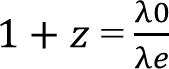 1 + z = λ0/λe